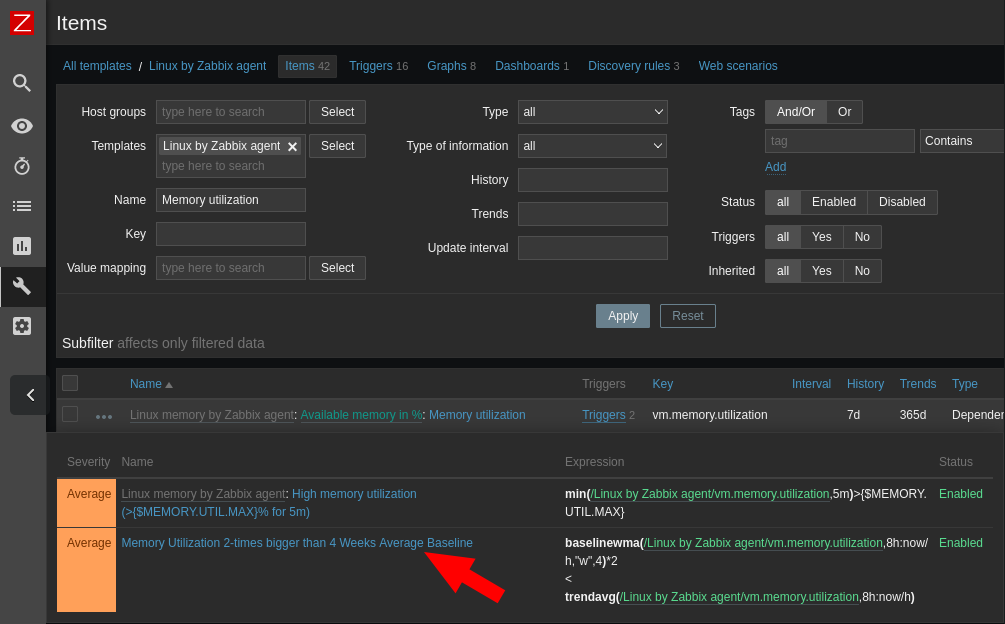 Z
Items
All templates / Linux by Zabbix agent Items 42 Triggers 16 Graphs 8 Dashboards 1 Discovery rules 3 Web scenarios
Host groups type here to search Select Type all Tags And/Or Or
tag Contains
Templates Linux by Zabbix agent Select Type of information all
type here to search Add
History
Name Memory utilization Status all Enabled Disabled
Trends
Key Triggers all Yes No
Update interval
Value mapping type here to search Select Inherited all Yes No
Apply Reset
Subfilter affects only filtered data
Name Triggers Key Interval History Trends Type
Linux memory by Zabbix agent: Available memory in %: Memory utilization Triggers 2 vm.memory.utilization 7d 365d Depender
Severity Name Expression Status
Average Linux memory by Zabbix agent: High memory utilization min(/Linux by Zabbix agent/vm.memory.utilization,5m)>{$MEMORY. Enabled
(>{$MEMORY.UTIL.MAX}% for 5m) UTIL.MAX}
Average Memory Utilization 2-times bigger than 4 Weeks Average Baseline baselinewma(/Linux by Zabbix agent/vm.memory.utilization,8h:now/ Enabled
h,"w",4)*2
<
trendavg(/Linux by Zabbix agent/vm.memory.utilization,8h:now/h)